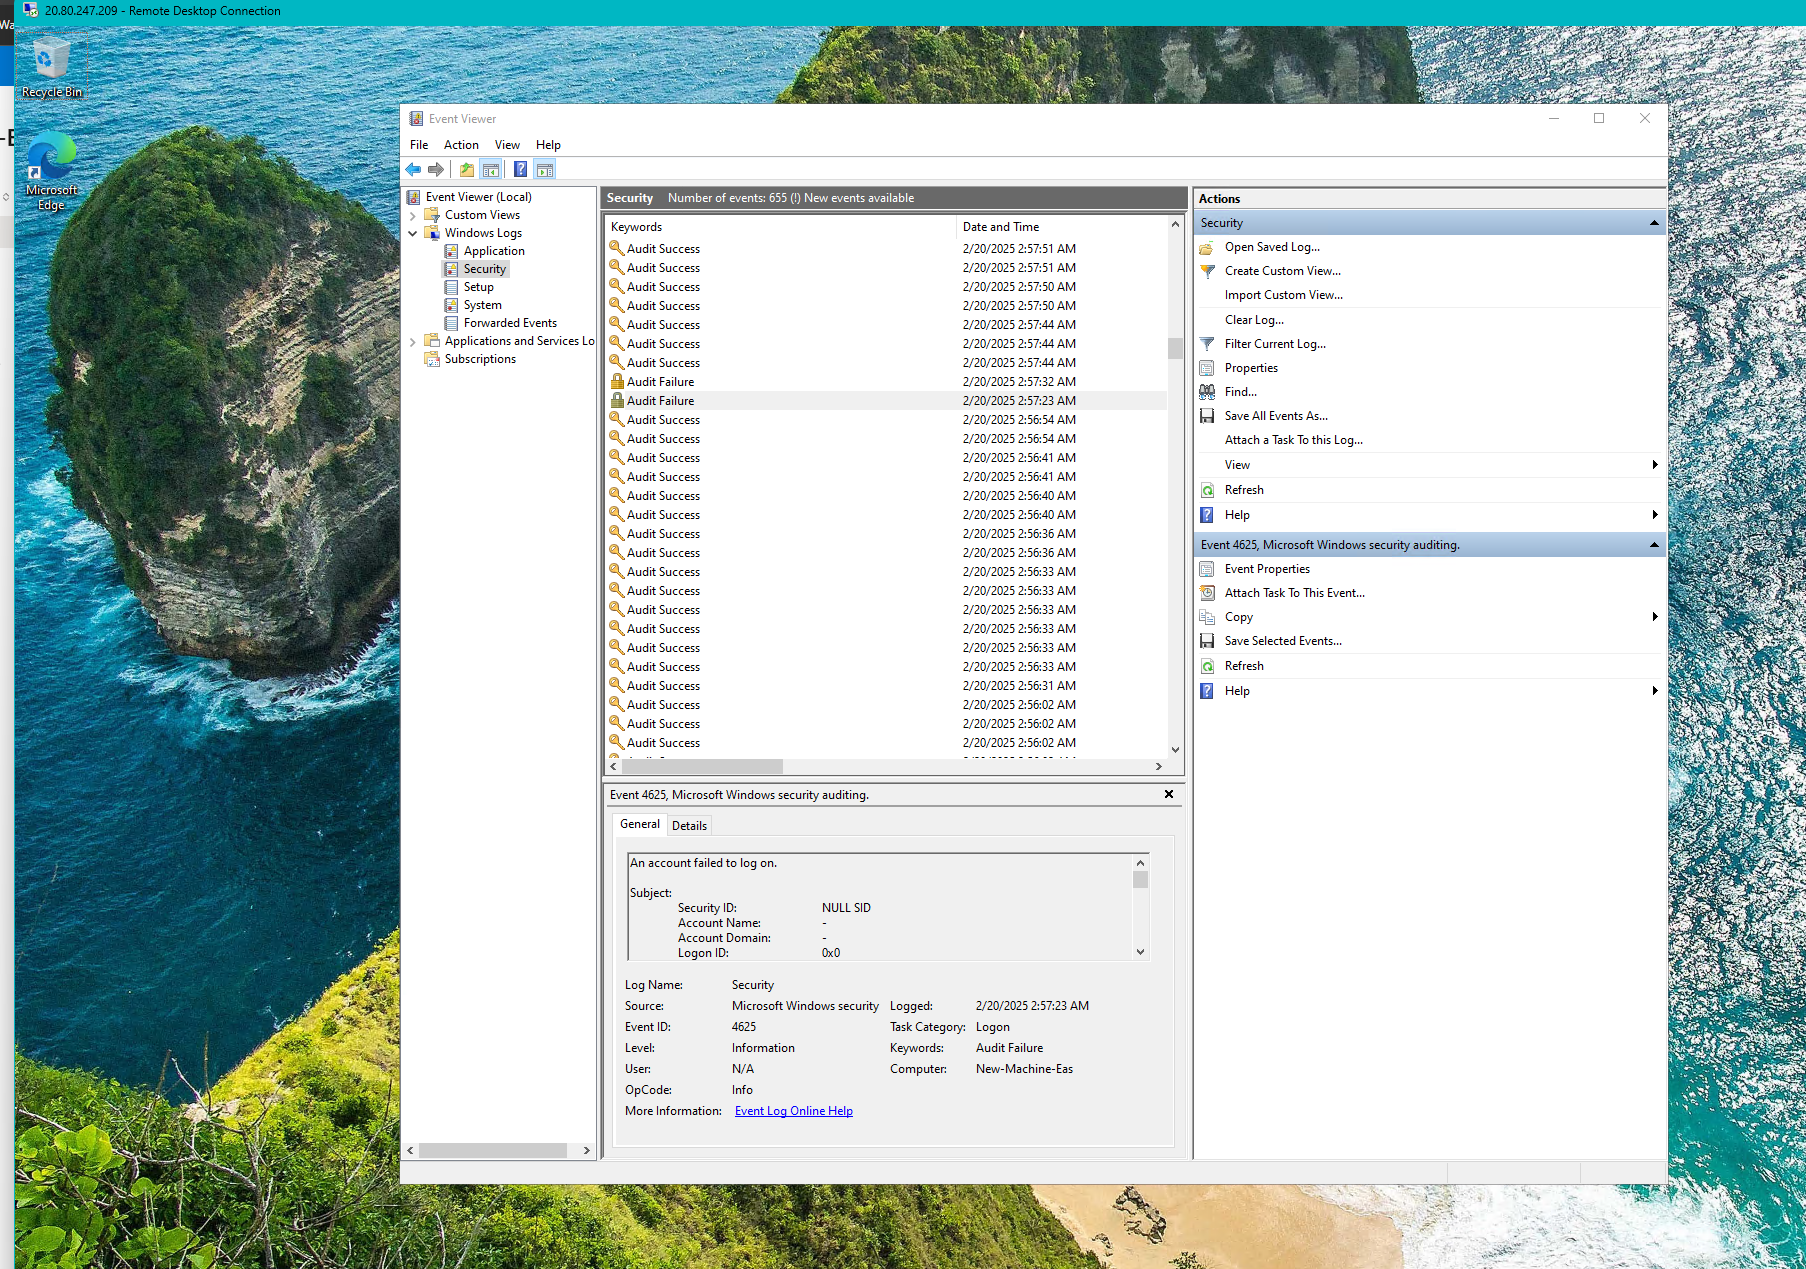 20.80.247.209 - Remote Desktop Connection
Recycle Bin
Microsoft
Edge
Event Viewer
File Action View Help
Event Viewer (Local)
Custom Views
Windows Logs
Application
Security
Setup
System
Forwarded Events
Applications and Services Lo
Subscriptions
Security Number of events: 655 (!) New events available
Keywords Date and Time
Audit Success 2/20/2025 2:57:51 AM
Audit Success 2/20/2025 2:57:51 AM
Audit Success 2/20/2025 2:57:50 AM
Audit Success 2/20/2025 2:57:50 AM
Audit Success 2/20/2025 2:57:44 AM
Audit Success 2/20/2025 2:57:44 AM
Audit Success 2/20/2025 2:57:44 AM
Audit Failure 2/20/2025 2:57:32 AM
Audit Failure 2/20/2025 2:57:23 AM
Audit Success 2/20/2025 2:56:54 AM
Audit Success 2/20/2025 2:56:54 AM
Audit Success 2/20/2025 2:56:41 AM
Audit Success 2/20/2025 2:56:41 AM
Audit Success 2/20/2025 2:56:40 AM
Audit Success 2/20/2025 2:56:40 AM
Audit Success 2/20/2025 2:56:36 AM
Audit Success 2/20/2025 2:56:36 AM
Audit Success 2/20/2025 2:56:33 AM
Audit Success 2/20/2025 2:56:33 AM
Audit Success 2/20/2025 2:56:33 AM
Audit Success 2/20/2025 2:56:33 AM
Audit Success 2/20/2025 2:56:33 AM
Audit Success 2/20/2025 2:56:33 AM
Audit Success 2/20/2025 2:56:31 AM
Audit Success 2/20/2025 2:56:02 AM
Audit Success 2/20/2025 2:56:02 AM
Audit Success 2/20/2025 2:56:02 AM
Event 4625, Microsoft Windows security auditing.
General Details
An account failed to log on.
Subject:
Security ID: NULL SID
Account Name: -
Account Domain: -
Logon ID: 0x0
Log Name: Security
Source: Microsoft Windows security Logged: 2/20/2025 2:57:23 AM
Event ID: 4625 Task Category: Logon
Level: Information Keywords: Audit Failure
User: N/A Computer: New-Machine-Eas
OpCode: Info
More Information: Event Log Online Help
Actions
Security
Open Saved Log...
Create Custom View...
Import Custom View...
Clear Log...
Filter Current Log...
Properties
Find...
Save All Events As...
Attach a Task To this Log...
View
Refresh
Help
Event 4625, Microsoft Windows security auditing.
Event Properties
Attach Task To This Event...
Copy
Save Selected Events...
Refresh
Help